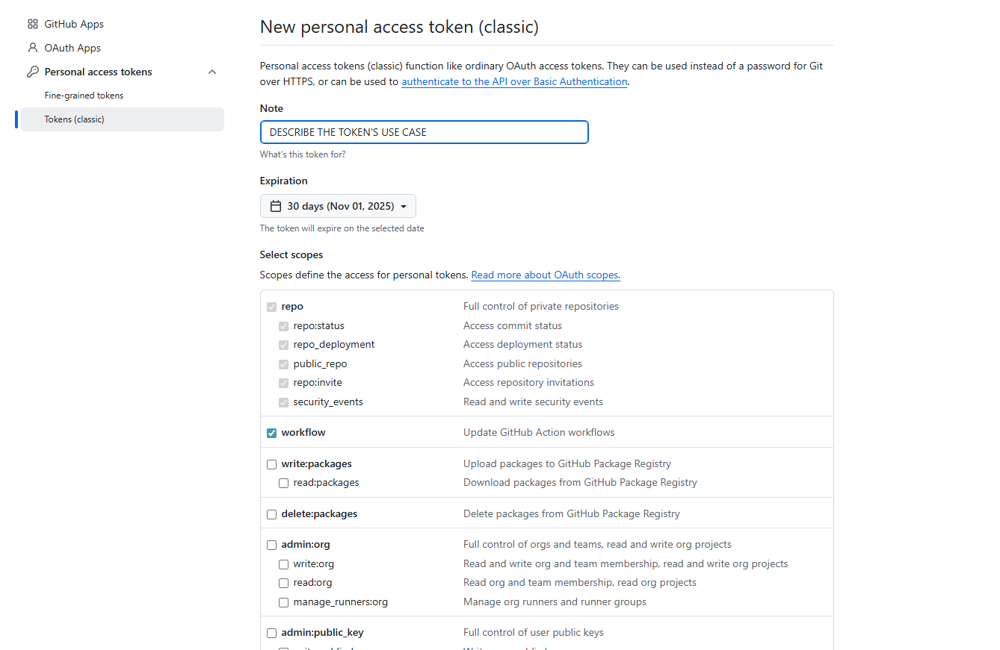 GitHub Apps
OAuth Apps
Personal access tokens
Fine-grained tokens
Tokens (classic)
New personal access token (classic)
Personal access tokens (classic) function like ordinary OAuth access tokens. They can be used instead of a password for Git
over HTTPS, or can be used to authenticate to the API over Basic Authentication.
Note
DESCRIBE THE TOKEN'S USE CASE
What's this token for?
Expiration
30 days (Nov 01, 2025)
The token will expire on the selected date
Select scopes
Scopes define the access for personal tokens. Read more about OAuth scopes.
repo Full control of private repositories
repo:status Access commit status
repo_deployment Access deployment status
public_repo Access public repositories
repo:invite Access repository invitations
security_events Read and write security events
workflow Update GitHub Action workflows
write:packages Upload packages to GitHub Package Registry
read:packages Download packages from GitHub Package Registry
delete:packages Delete packages from GitHub Package Registry
admin:org Full control of orgs and teams, read and write org projects
write:org Read and write org and team membership, read and write org projects
read:org Read org and team membership, read org projects
manage_runners:org Manage org runners and runner groups
admin:public_key Full control of user public keys